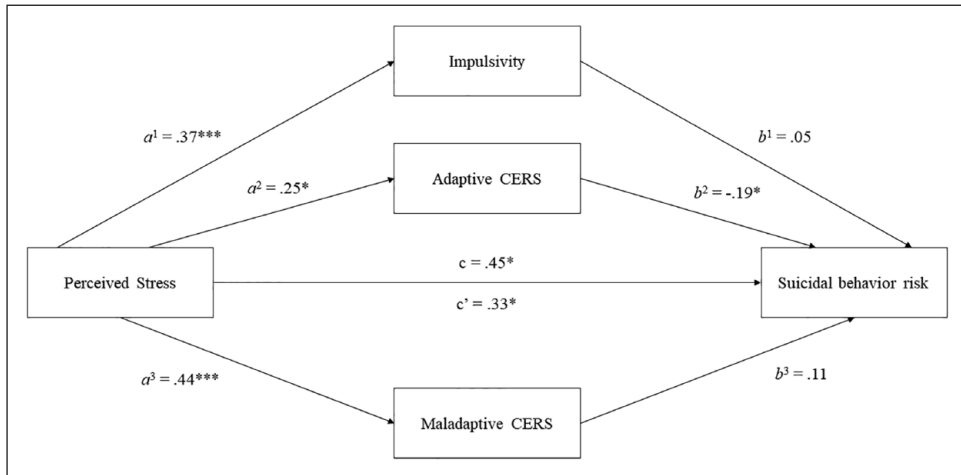 Impulsivity
a¹ = .37***
b¹ = .05
Adaptive CERS
a² = .25*
b² = -.19*
Perceived Stress
c = .45*
c’ = .33*
Suicidal behavior risk
a³ = .44***
b³ = .11
Maladaptive CERS